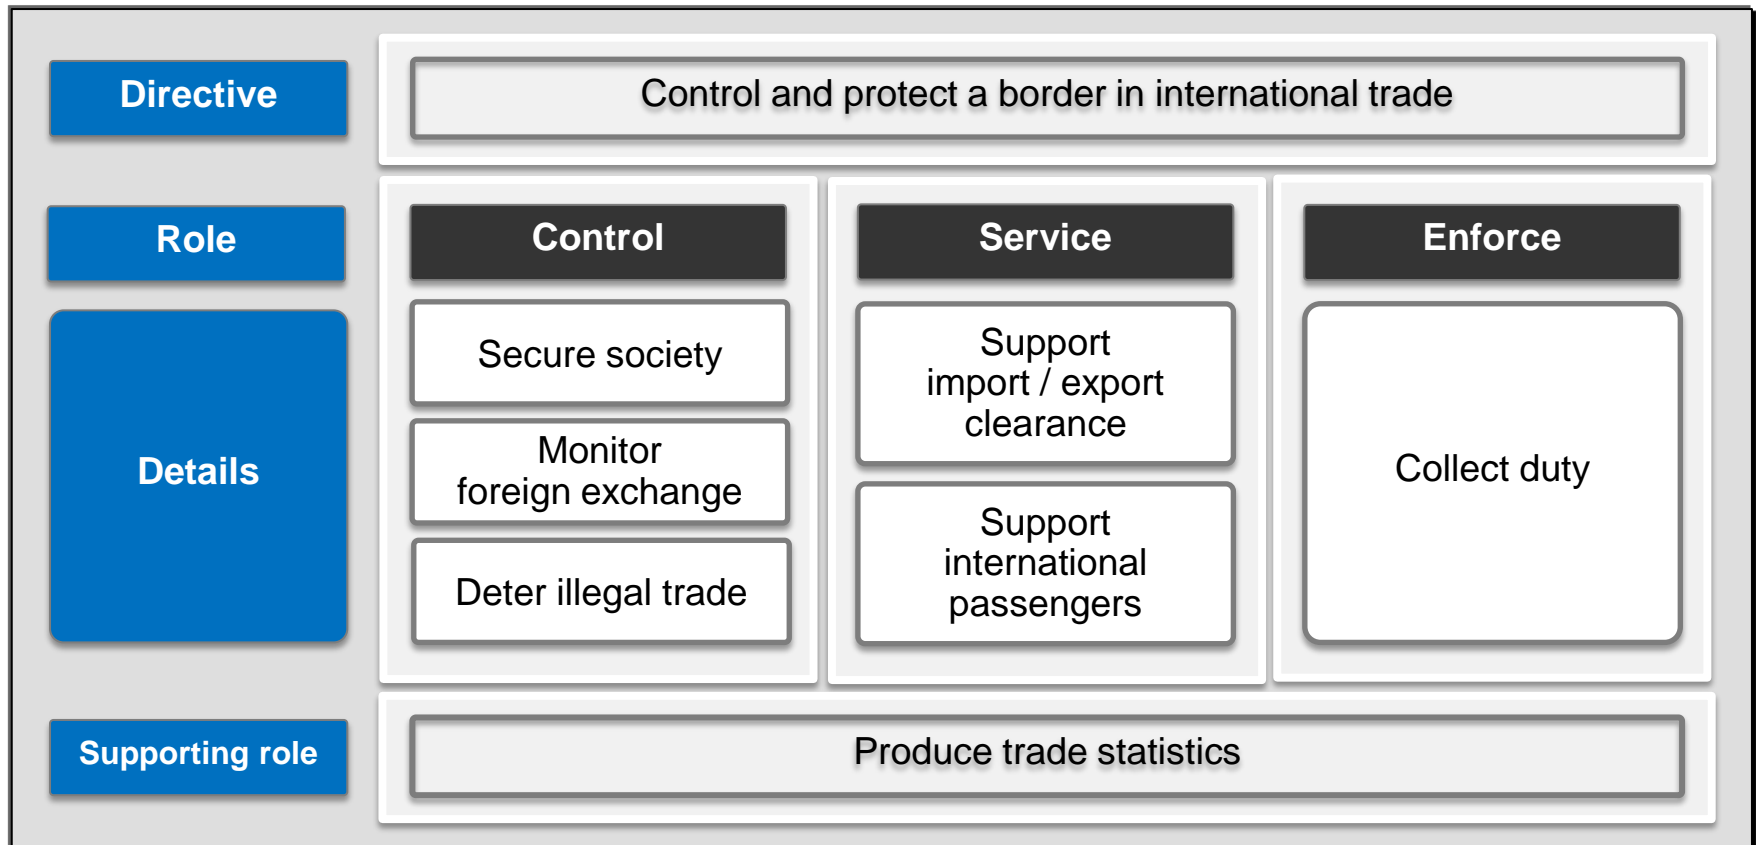 Directive
Control and protect a border in international trade
Role
Control
Service
Enforce
Details
Secure society
Monitor
foreign exchange
Deter illegal trade
Support
import / export
clearance
Support
international
passengers
Collect duty
Supporting role
Produce trade statistics